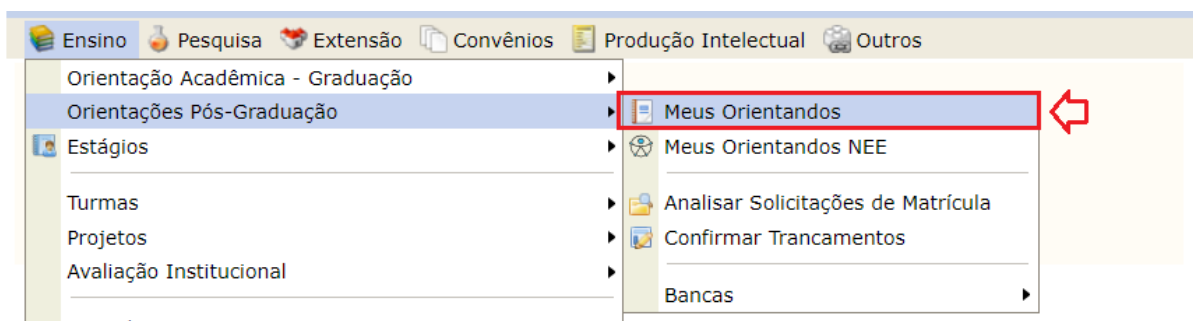 Ensino Pesquisa Extensão Convênios Produção Intelectual Outros
Orientação Acadêmica - Graduação
Orientações Pós-Graduação
Estágios
Turmas
Projetos
Avaliação Institucional
Meus Orientandos
Meus Orientandos NEE
Analisar Solicitações de Matrícula
Confirmar Trancamentos
Bancas